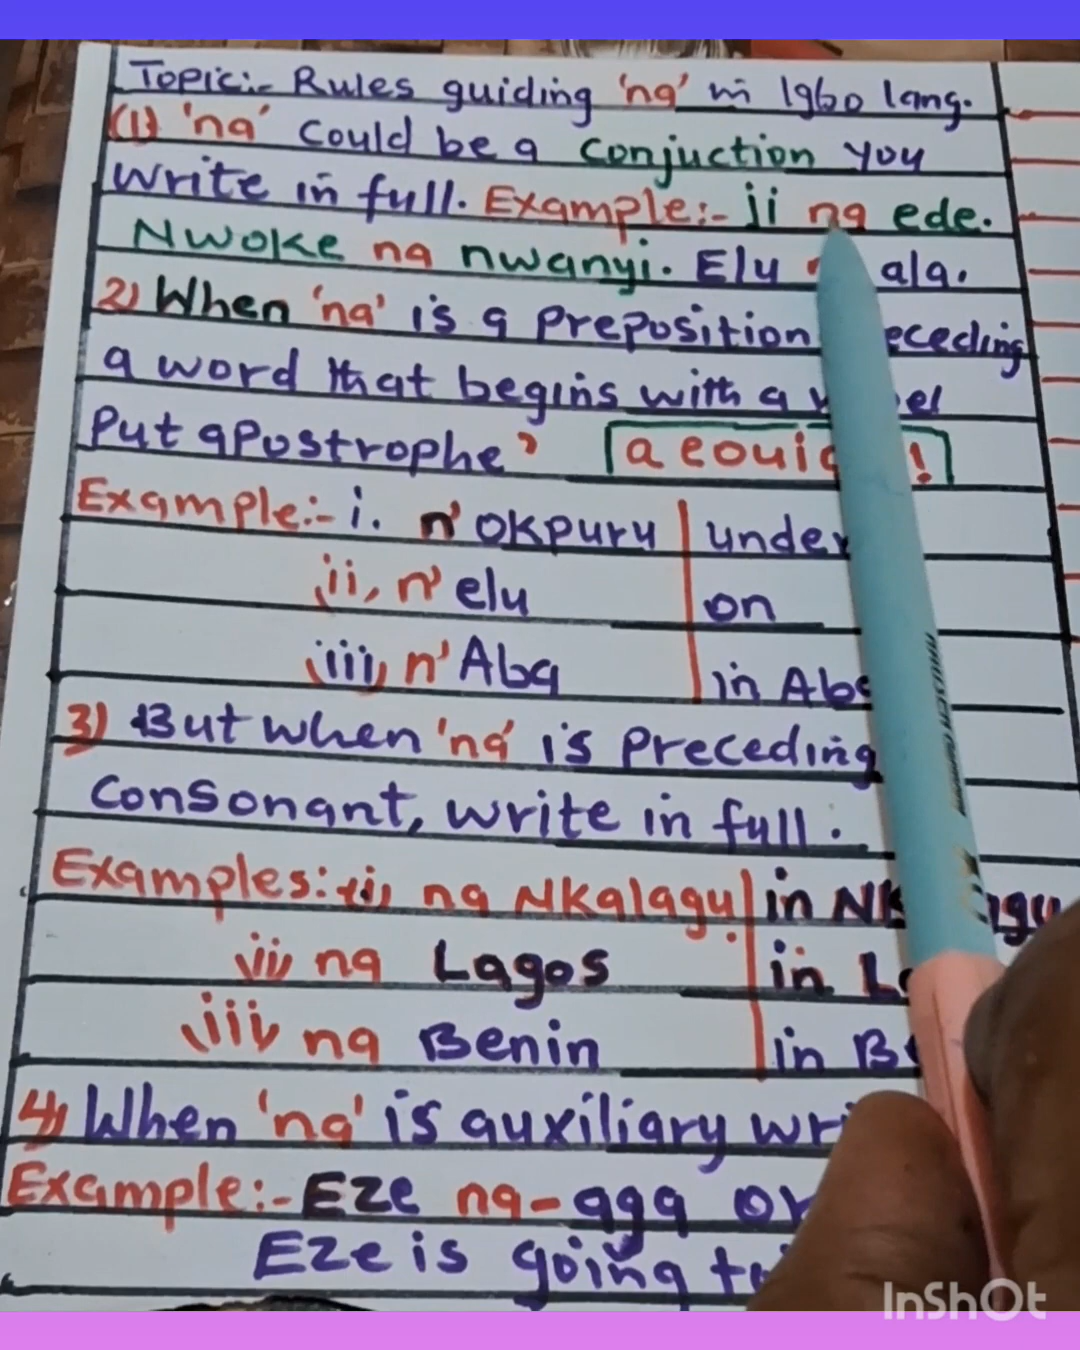 Topic:- Rules guiding 'na' in Igbo lang.
(1) 'na' could be a conjuction you
write in full. Example:- ji na ede.
Nwoke na nwanyi. Elu ala.
2) When 'na' is a preposition
a word that begins with a
put apostrophe ’ a e o u i
Example:- i. n' okpuru under
ii, n' elu on
iii, n' Aba in
3) But when 'na' is preceding
consonant, write in full.
Examples:- i, na Nkalagu. in
ii, na Lagos in
iii, na Benin in
4) When 'na' is auxiliary
Example:- Eze na-aga
Eze is going
InShOt